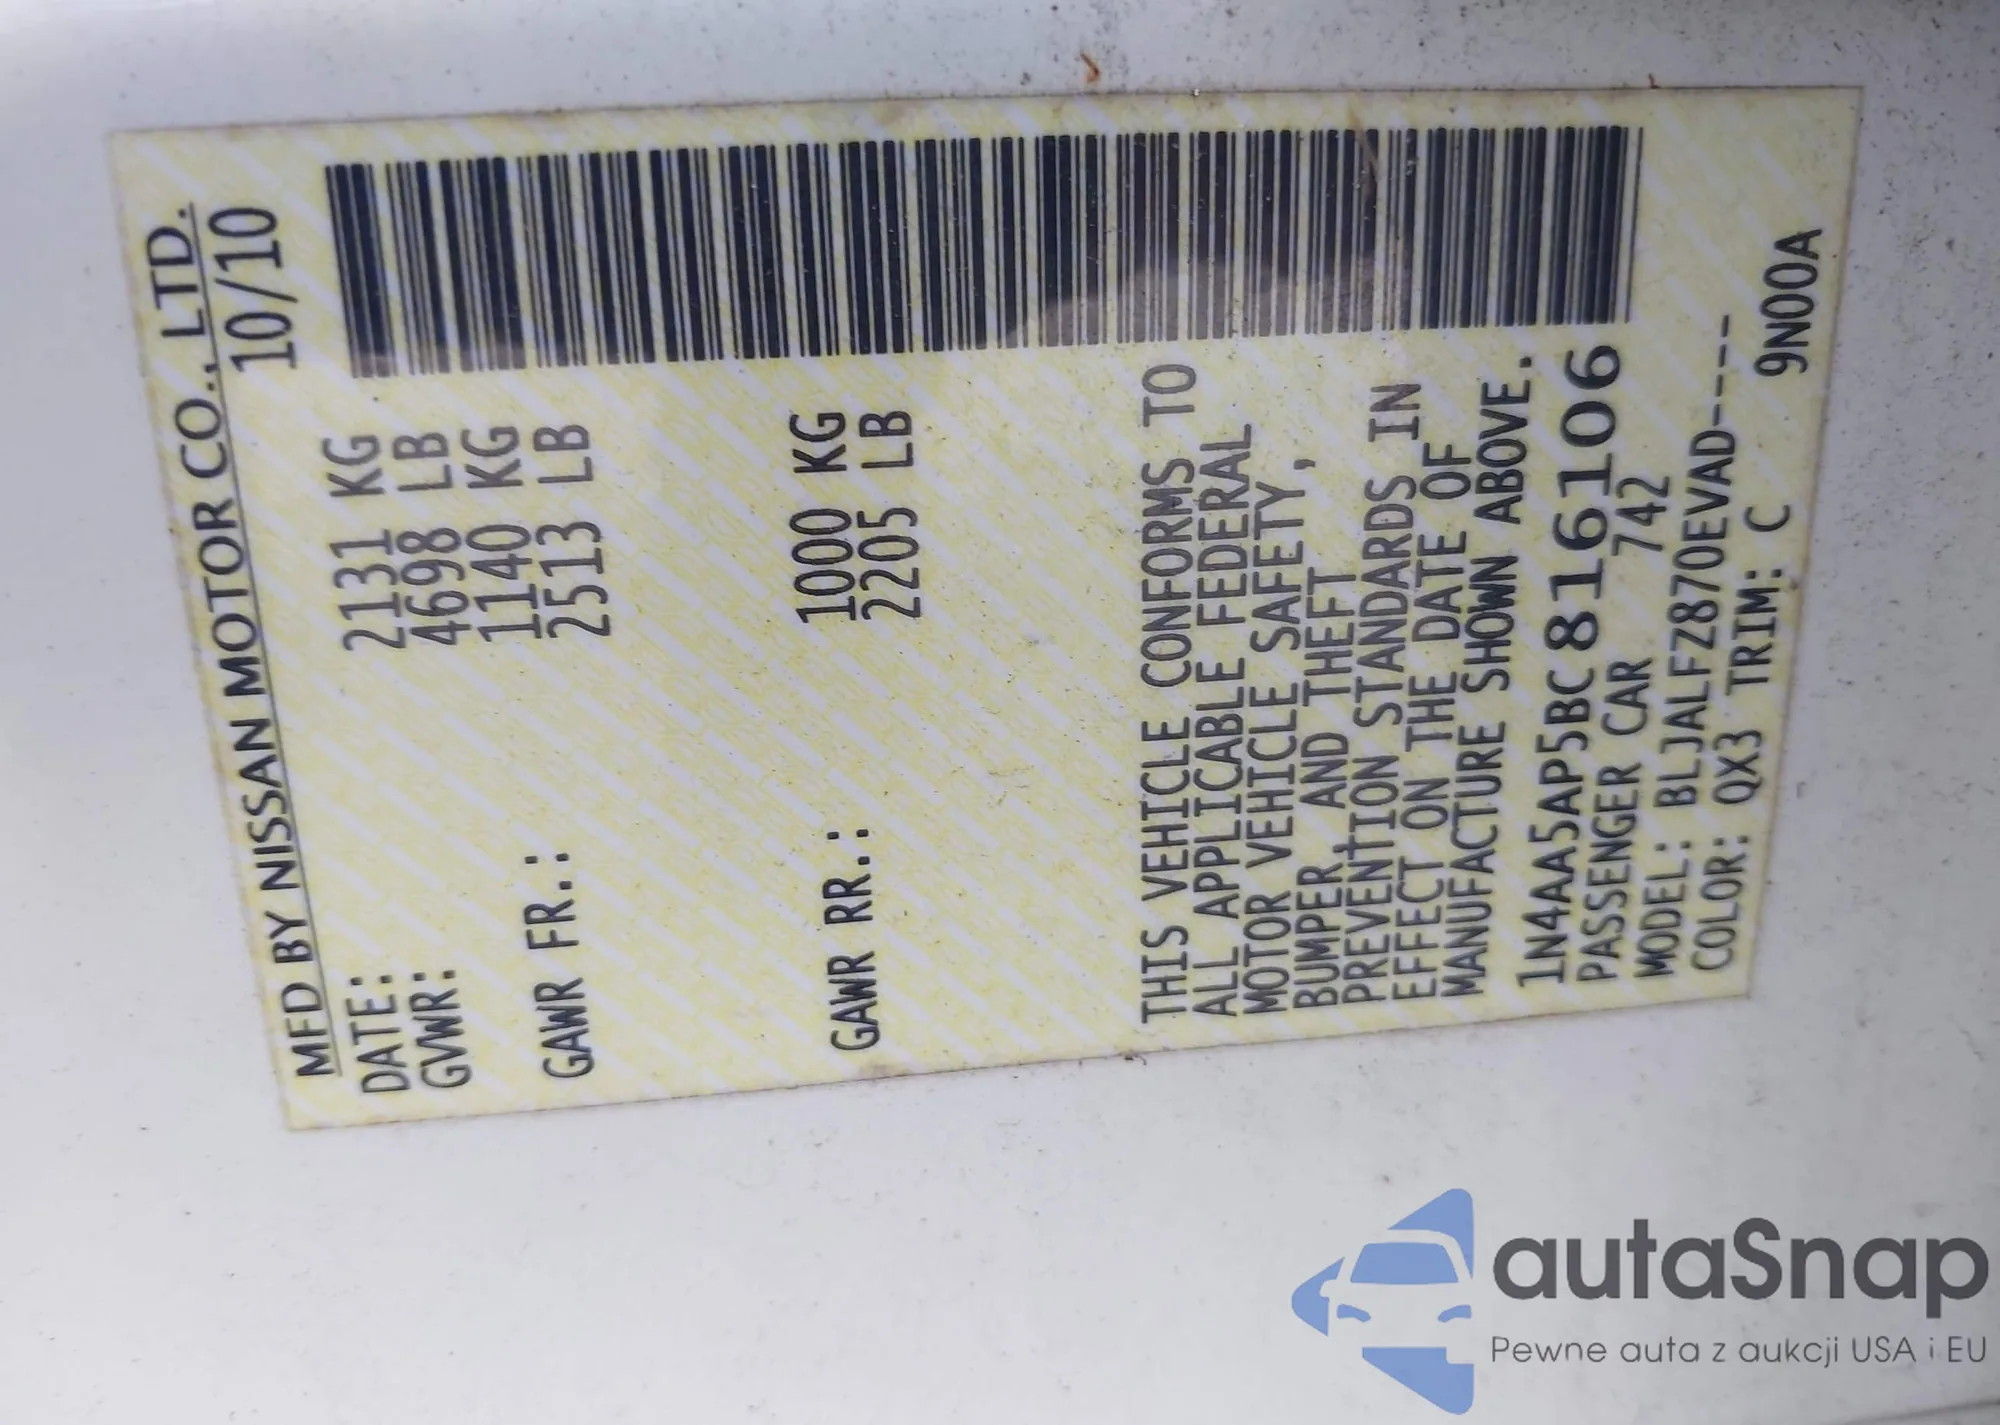 MFD BY NISSAN MOTOR CO., LTD.
DATE: 10/10
GVWR: 2131 KG
4698 LB
GAWR FR.: 1140 KG
2513 LB
GAWR RR.: 1000 KG
2205 LB
THIS VEHICLE CONFORMS TO
ALL APPLICABLE FEDERAL
MOTOR VEHICLE SAFETY,
BUMPER AND THEFT
PREVENTION STANDARDS IN
EFFECT ON THE DATE OF
MANUFACTURE SHOWN ABOVE.
1N4AA5AP5BC816106
PASSENGER CAR 742
MODEL: BLJALFZ870EVAD----
COLOR: QX3 TRIM: C 9N00A
autaSnap
Pewne auta z aukcji USA i EU